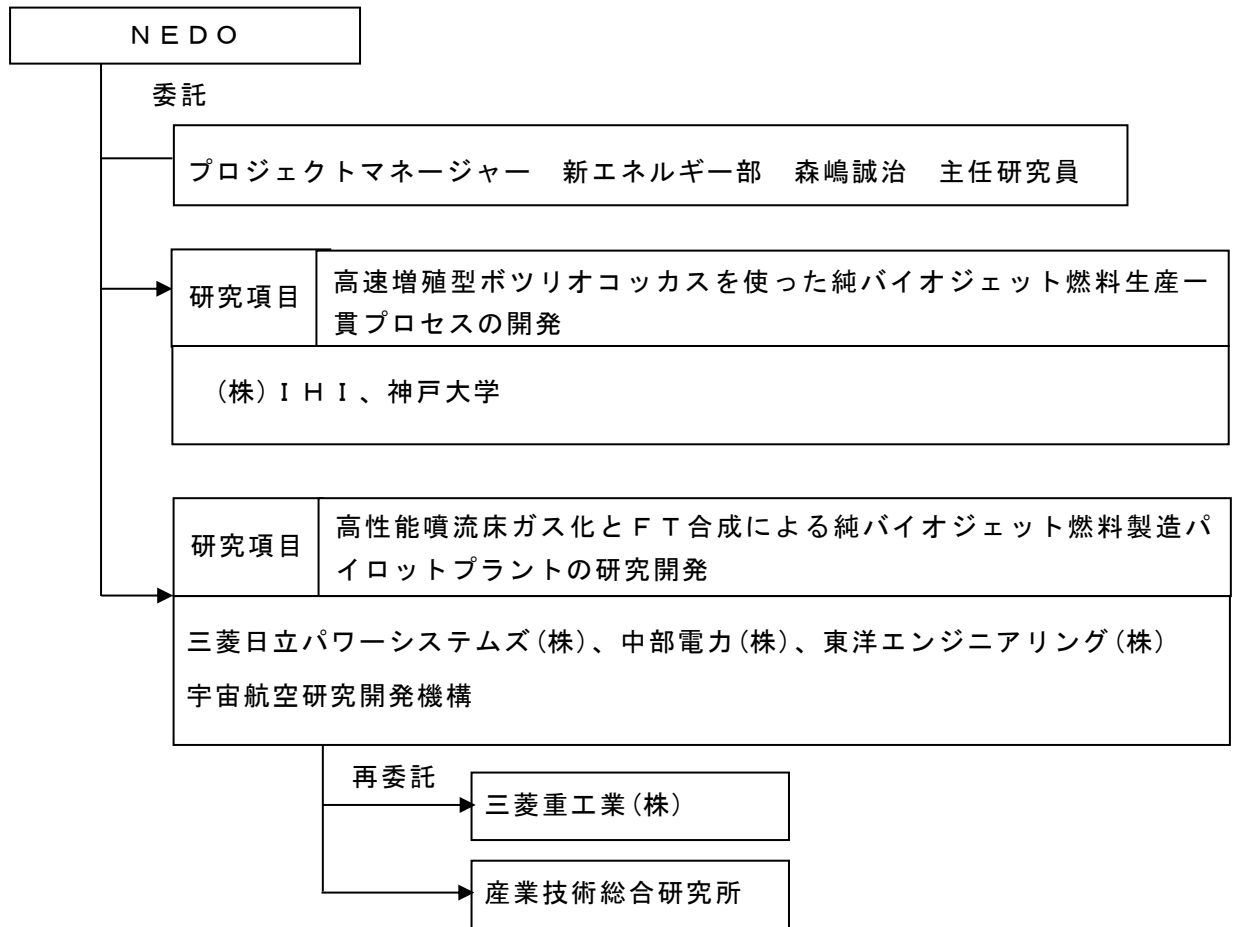 ＮＥＤＯ
委託
プロジェクトマネージャー　新エネルギー部　森嶋誠治　主任研究員
研究項目
高速増殖型ボツリオコッカスを使った純バイオジェット燃料生産一
貫プロセスの開発
(株)ＩＨＩ、神戸大学
研究項目
高性能噴流床ガス化とＦＴ合成による純バイオジェット燃料製造パ
イロットプラントの研究開発
三菱日立パワーシステムズ(株)、中部電力(株)、東洋エンジニアリング(株)
宇宙航空研究開発機構
再委託
三菱重工業(株)
産業技術総合研究所